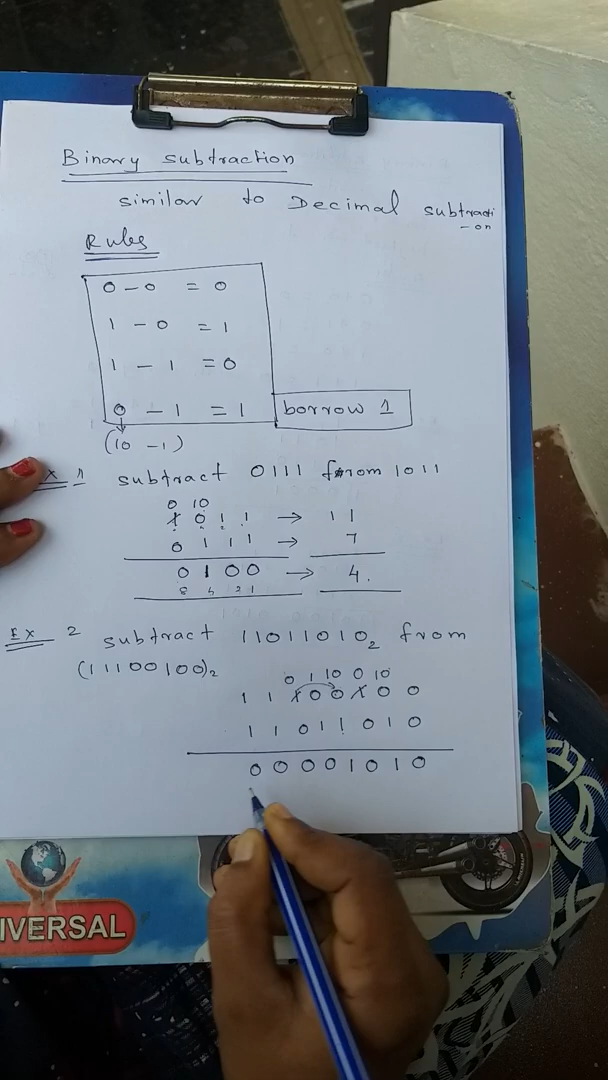 Binary subtraction
similar to Decimal subtracti
-on
Rules
0 - 0 = 0
1 - 0 = 1
1 - 1 = 0
0 - 1 = 1 borrow 1
(10 - 1)
Ex 1 subtract 0111 from 1011
0 10
1 0 1 1 → 11
0 1 1 1 → 7
0 1 0 0 → 4.
8 4 2 1
Ex 2 subtract 11011010₂ from
(11100100)₂
0 1 10 0 10
1 1 1 0 0 1 0 0
1 1 0 1 1 0 1 0
0 0 0 0 1 0 1 0
IVERSAL